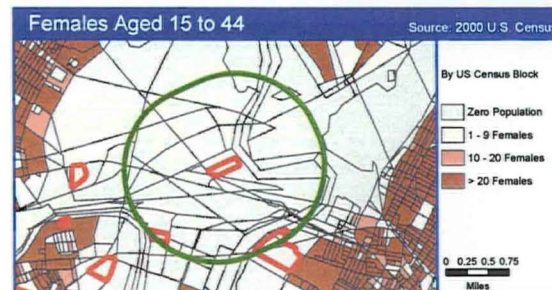 Females Aged 15 to 44
Source: 2000 U.S. Census
By US Census Block
Zero Population
1 - 9 Females
10 - 20 Females
> 20 Females
0 0.25 0.5 0.75
Miles